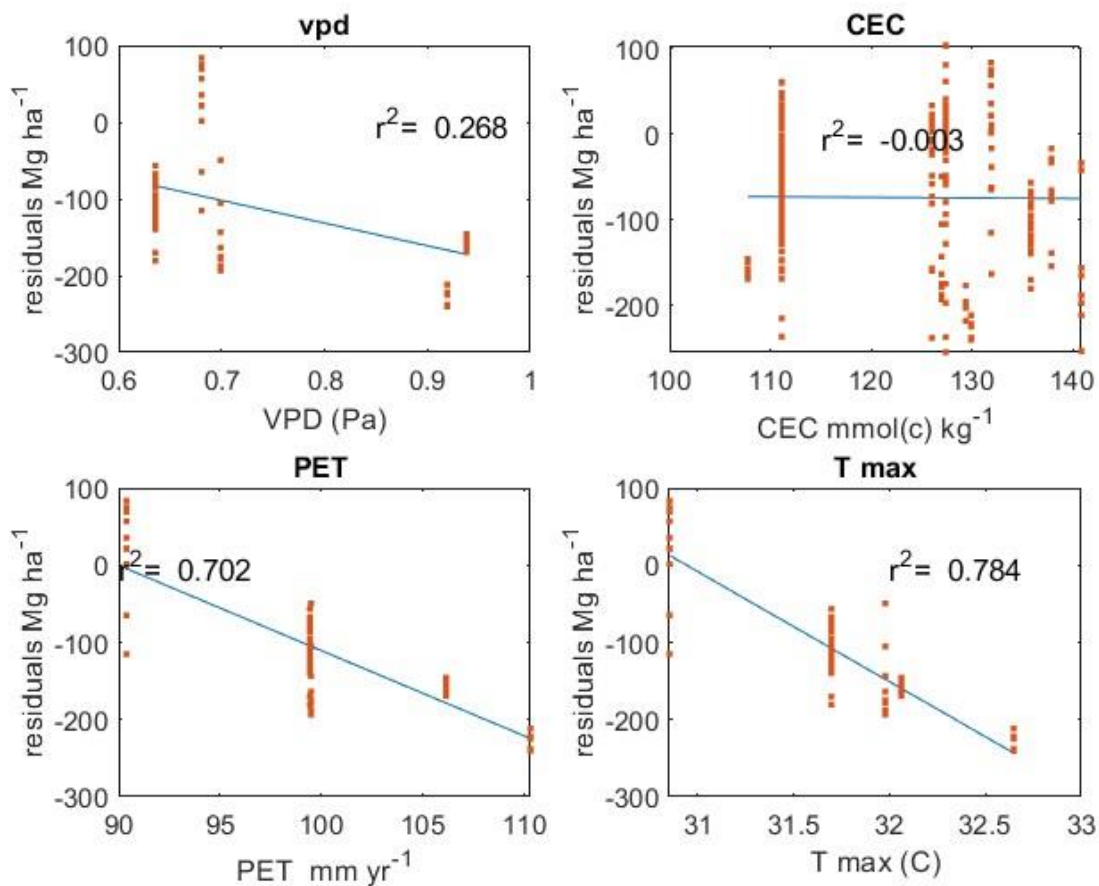 vpd
100
0
-100
-200
-300
residuals Mg ha-1
r2= 0.268
0.6 0.7 0.8 0.9 1
VPD (Pa)
CEC
100
0
-100
-200
residuals Mg ha-1
r2= -0.003
100 110 120 130 140
CEC mmol(c) kg-1
PET
100
0
-100
-200
-300
residuals Mg ha-1
r2= 0.702
90 95 100 105 110
PET mm yr-1
T max
100
0
-100
-200
-300
residuals Mg ha-1
r2= 0.784
31 31.5 32 32.5 33
T max (C)